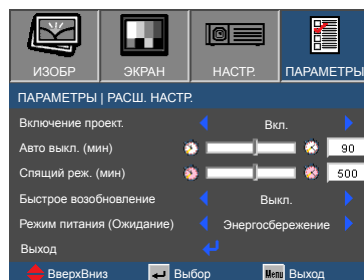 ИЗОБР ЭКРАН НАСТР. ПАРАМЕТРЫ
ПАРАМЕТРЫ | РАСШ. НАСТР.
Включение проект. Вкл.
Авто выкл. (мин) 90
Спящий реж. (мин) 500
Быстрое возобновление Выкл.
Режим питания (Ожидание) Энергосбережение
Выход
ВверхВниз Выбор Menu Выход